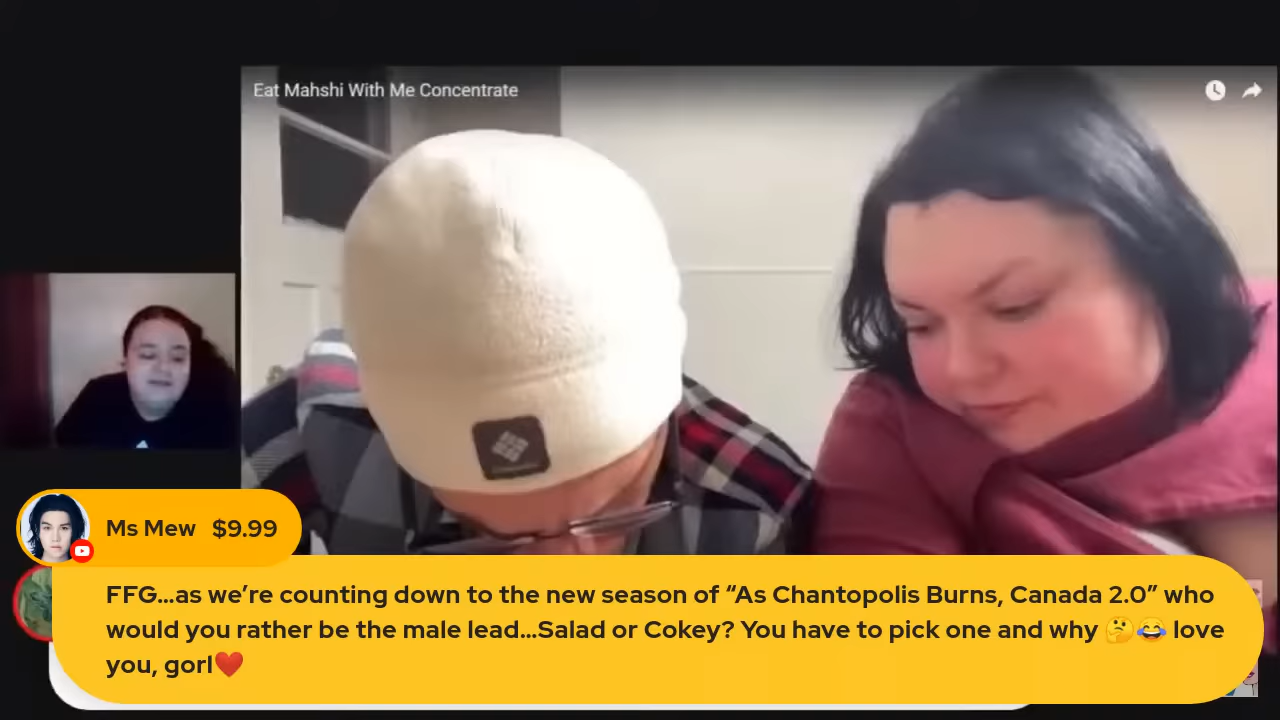 Eat Mahshi With Me Concentrate
Ms Mew $9.99
FFG...as we’re counting down to the new season of “As Chantopolis Burns, Canada 2.0” who
would you rather be the male lead...Salad or Cokey? You have to pick one and why 🤔😂 love
you, gorl❤️